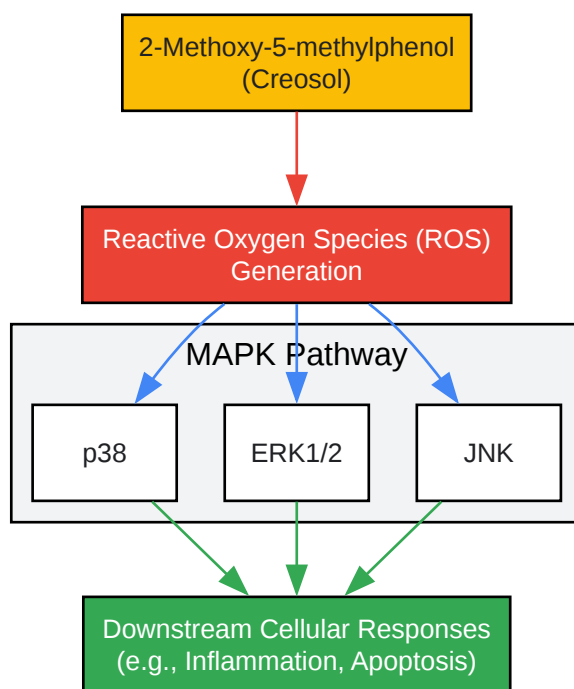 2-Methoxy-5-methylphenol
(Creosol)
Reactive Oxygen Species (ROS)
Generation
MAPK Pathway
p38
ERK1/2
JNK
Downstream Cellular Responses
(e.g., Inflammation, Apoptosis)